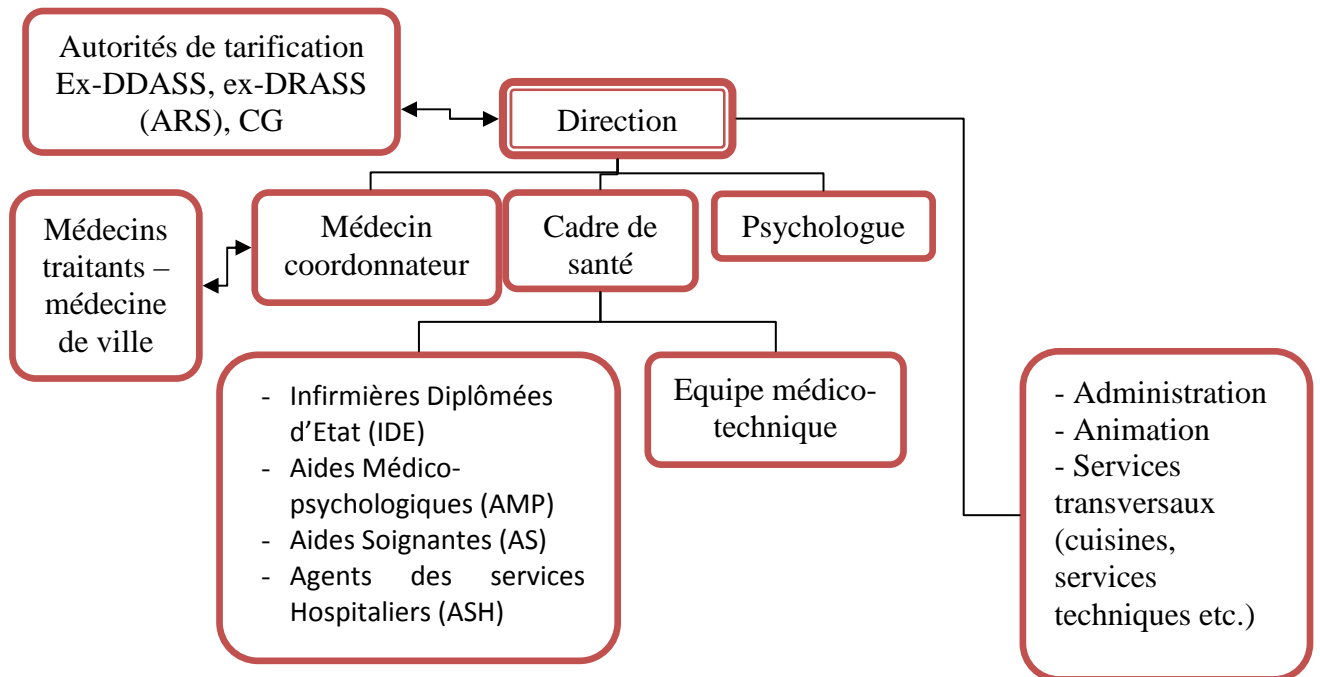 Autorités de tarification
Ex-DDASS, ex-DRASS
(ARS), CG
Direction
Médecins
traitants –
médecine
de ville
Médecin
coordonnateur
Cadre de
santé
Psychologue
- Infirmières Diplômées
d’Etat (IDE)
- Aides Médico-
psychologiques (AMP)
- Aides Soignantes (AS)
- Agents des services
Hospitaliers (ASH)
Equipe médico-
technique
- Administration
- Animation
- Services
transversaux
(cuisines,
services
techniques etc.)